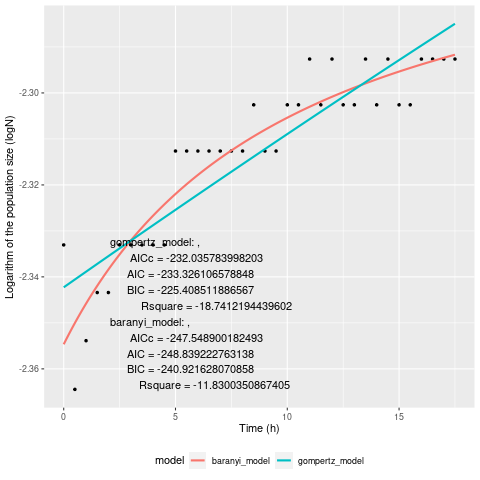 -2.30
-2.32
-2.34
-2.36
Logarithm of the population size (logN)
gompertz_model: ,
AICc = -232.035783998203
AIC = -233.326106578848
BIC = -225.408511886567
Rsquare = -18.7412194439602
baranyi_model: ,
AICc = -247.548900182493
AIC = -248.839222763138
BIC = -240.921628070858
Rsquare = -11.8300350867405
0 5 10 15
Time (h)
model baranyi_model gompertz_model